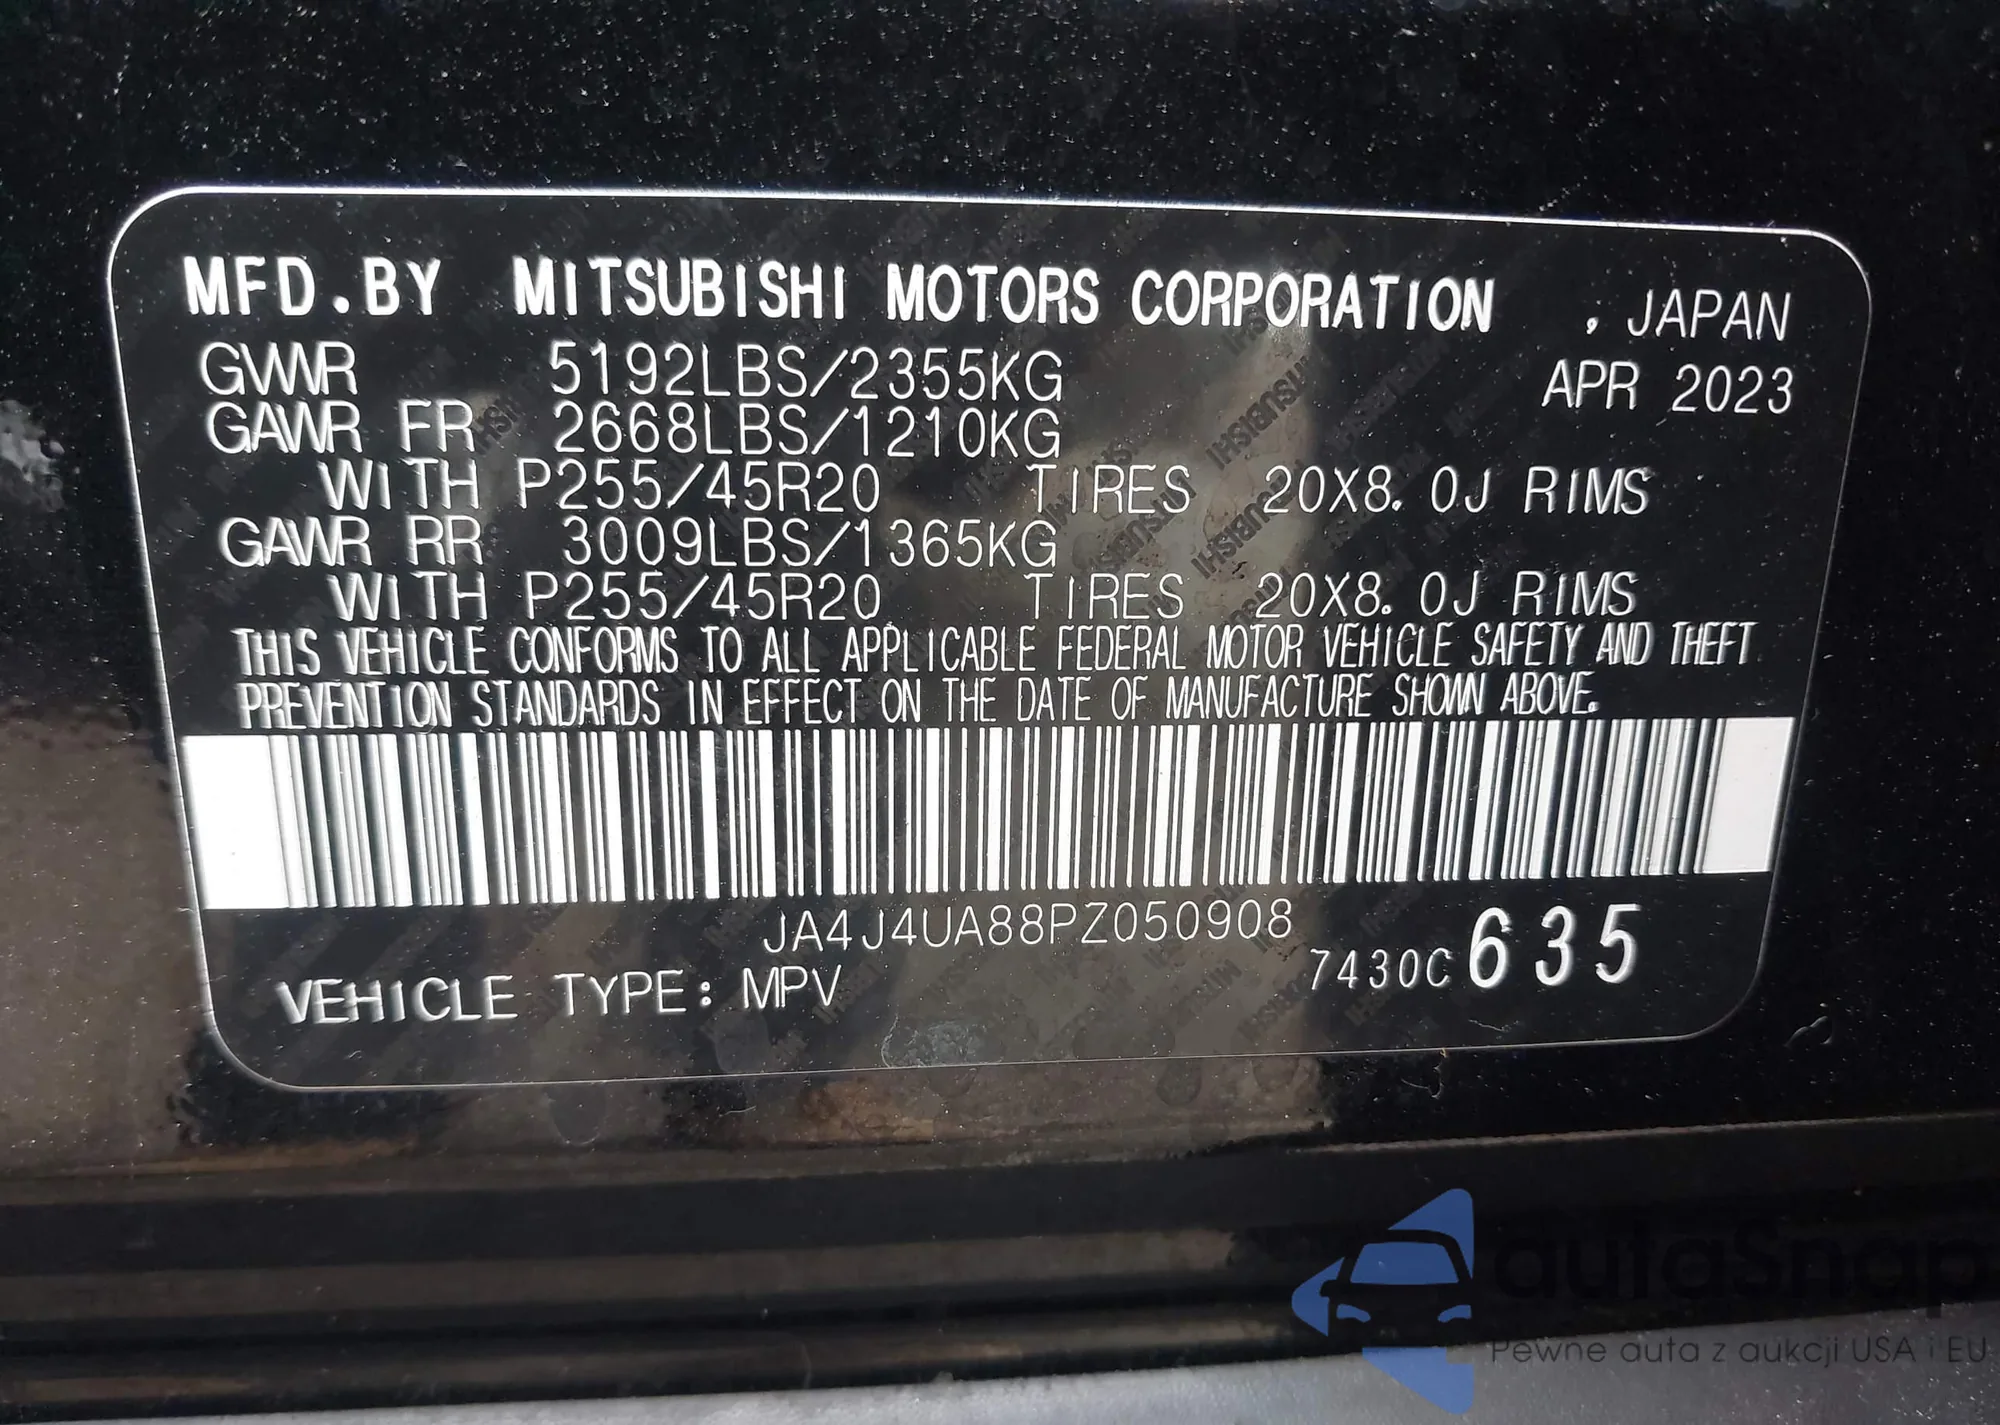 MFD.BY MITSUBISHI MOTORS CORPORATION , JAPAN
GVWR 5192LBS/2355KG APR 2023
GAWR FR 2668LBS/1210KG
WITH P255/45R20 TIRES 20X8.0J RIMS
GAWR RR 3009LBS/1365KG
WITH P255/45R20 TIRES 20X8.0J RIMS
THIS VEHICLE CONFORMS TO ALL APPLICABLE FEDERAL MOTOR VEHICLE SAFETY AND THEFT
PREVENTION STANDARDS IN EFFECT ON THE DATE OF MANUFACTURE SHOWN ABOVE.
JA4J4UA88PZ050908
7430C 635
VEHICLE TYPE: MPV
autaSnap
Pewne auta z aukcji USA i EU